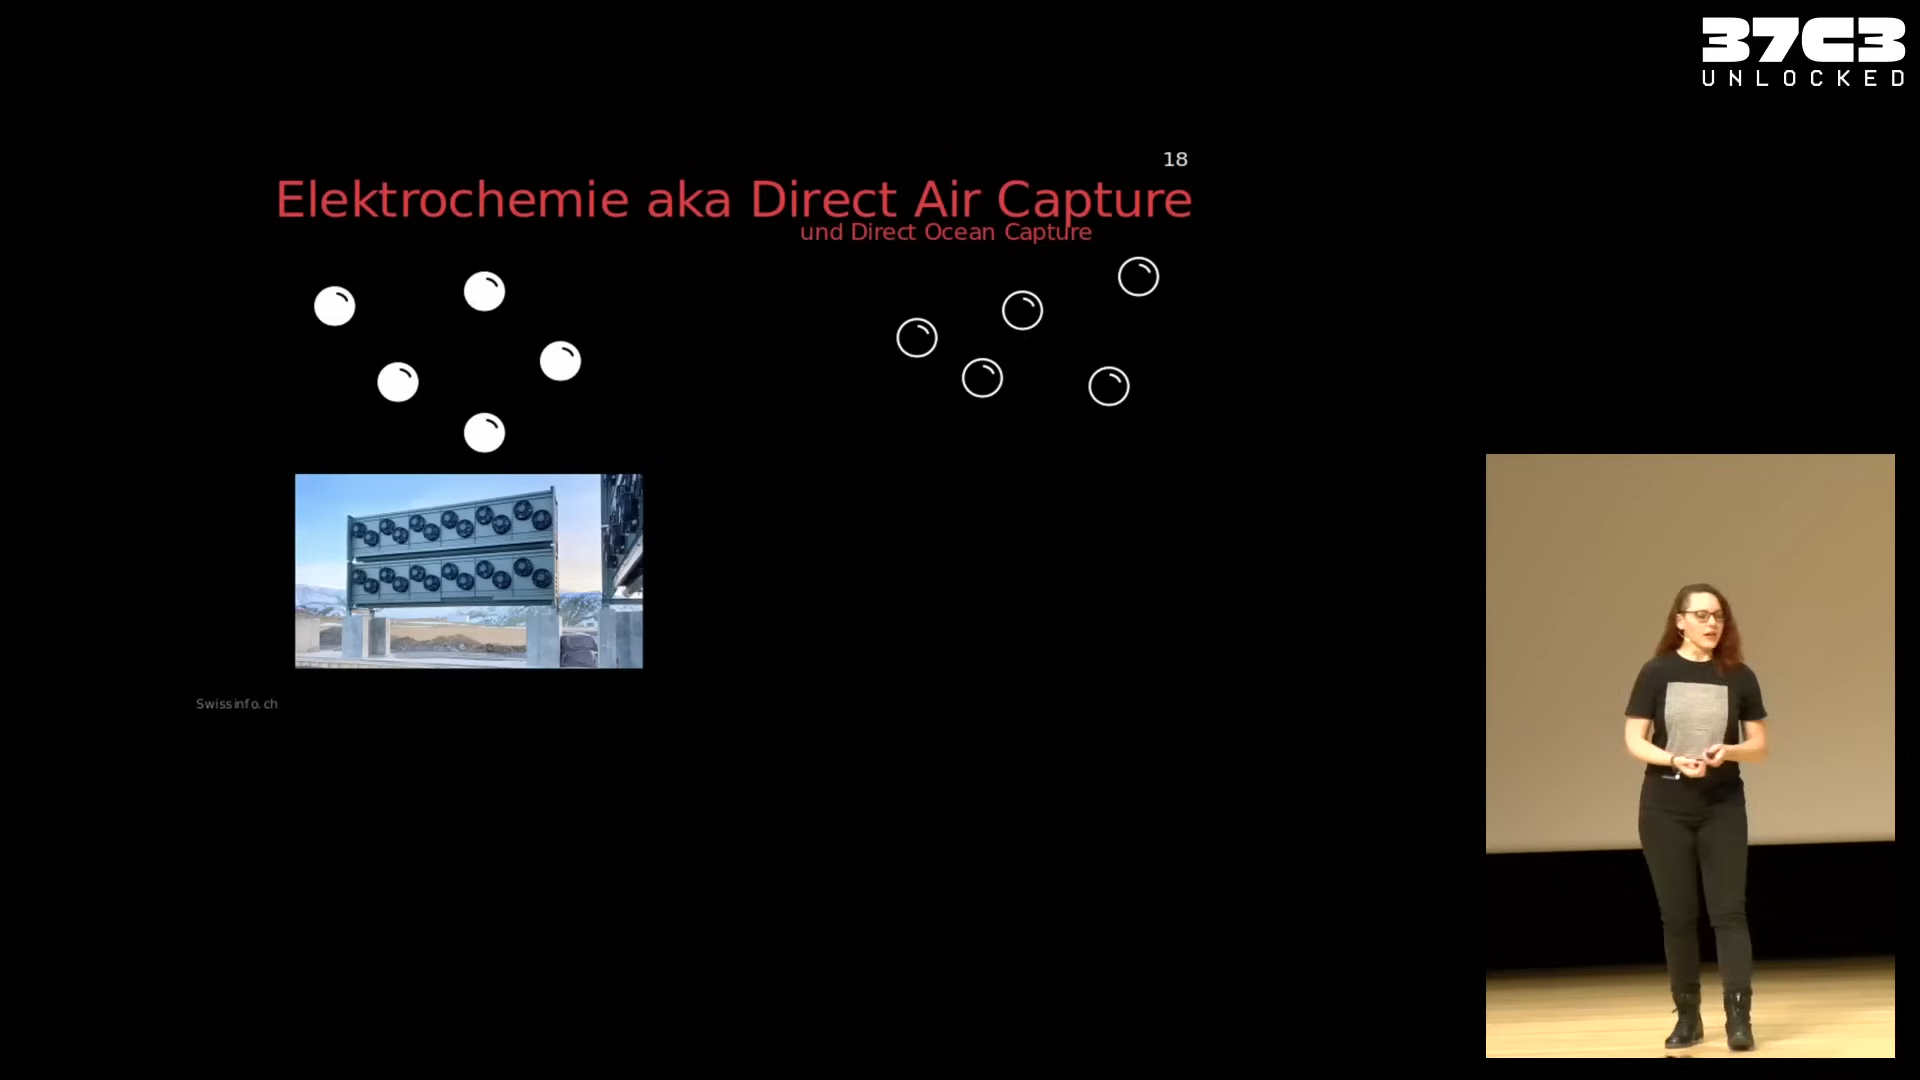 37C3
UNLOCKED
18
Elektrochemie aka Direct Air Capture
und Direct Ocean Capture
Swissinfo.ch